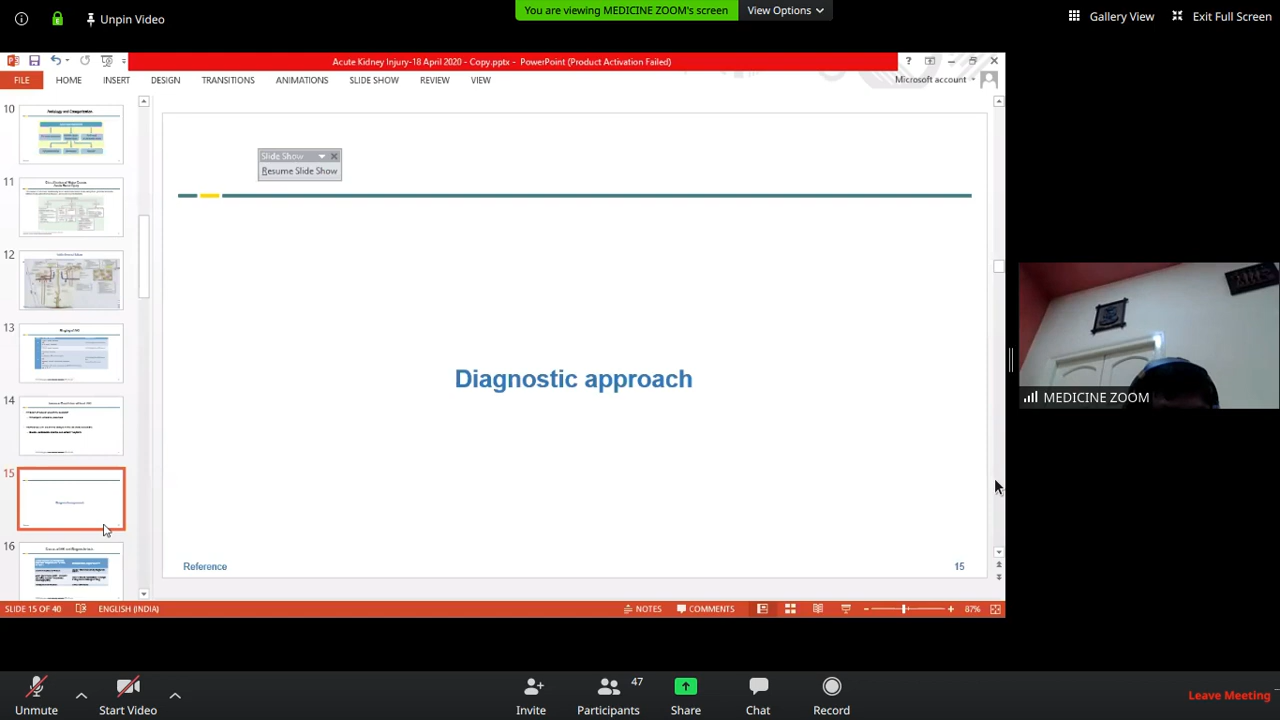 Unpin Video
You are viewing MEDICINE ZOOM's screen
View Options
Gallery View
Exit Full Screen
Acute Kidney Injury-18 April 2020 - Copy.pptx - PowerPoint (Product Activation Failed)
FILE
HOME
INSERT
DESIGN
TRANSITIONS
ANIMATIONS
SLIDE SHOW
REVIEW
VIEW
Microsoft account
10
11
12
13
14
15
16
Slide Show
Resume Slide Show
Diagnostic approach
Reference
15
MEDICINE ZOOM
SLIDE 15 OF 40
ENGLISH (INDIA)
NOTES
COMMENTS
87%
Unmute
Start Video
Invite
47
Participants
Share
Chat
Record
Leave Meeting